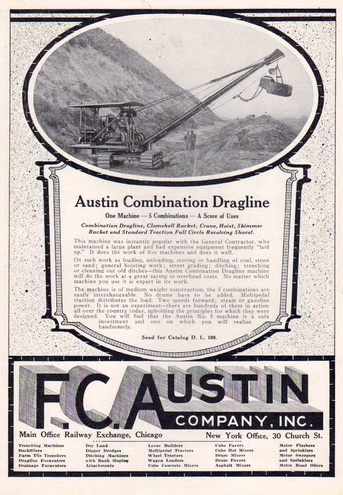 Austin Combination Dragline
One Machine — 5 Combinations — A Score of Uses
Combination Dragline, Clamshell Bucket, Crane, Hoist, Skimmer
Bucket and Standard Traction Full Circle Revolving Shovel.
This machine was instantly popular with the General Contractor, who
maintained a large plant and had expensive equipment frequently "laid
up." It does the work of five machines and does it well.
On such work as loading, unloading, storing or handling of coal, stone
or sand; general hoisting work; street grading, ditching, trenching
or cleaning out old ditches—this Austin Combination Dragline machine
will do the work at a great saving in overhead costs. No matter which
machine you use it is expert in its work.
The machine is of medium weight construction, the 5 combinations are
easily interchangeable. No drums have to be added. Multipedal
traction distributes the load. Two speeds forward; steam or gasoline
power. It is not an experiment—there are hundreds of them in action
all over the country today, upholding the principles for which they were
designed. You will find that the Austin No. 5 machine is a safe
investment; and one on which you will realize
handsomely.
Send for Catalog D. L. 108.
F.C. AUSTIN
COMPANY, INC.
Main Office Railway Exchange, Chicago New York Office, 30 Church St.
Trenching Machines Dry Land Levee Builders Cube Pavers Motor Flushers
Backfillers Dipper Dredges Multipedal Tractors Cube Hot Mixers and Sprinklers
Farm Tile Trenchers Ditching Machines Wheel Tractors Drum Mixers Motor Sweepers
Dragline Excavators with Bank Sloping Wagon Loaders Drum Pavers and Sprinklers
Drainage Excavators Attachments Cube Concrete Mixers Asphalt Mixers Motor Road Oilers